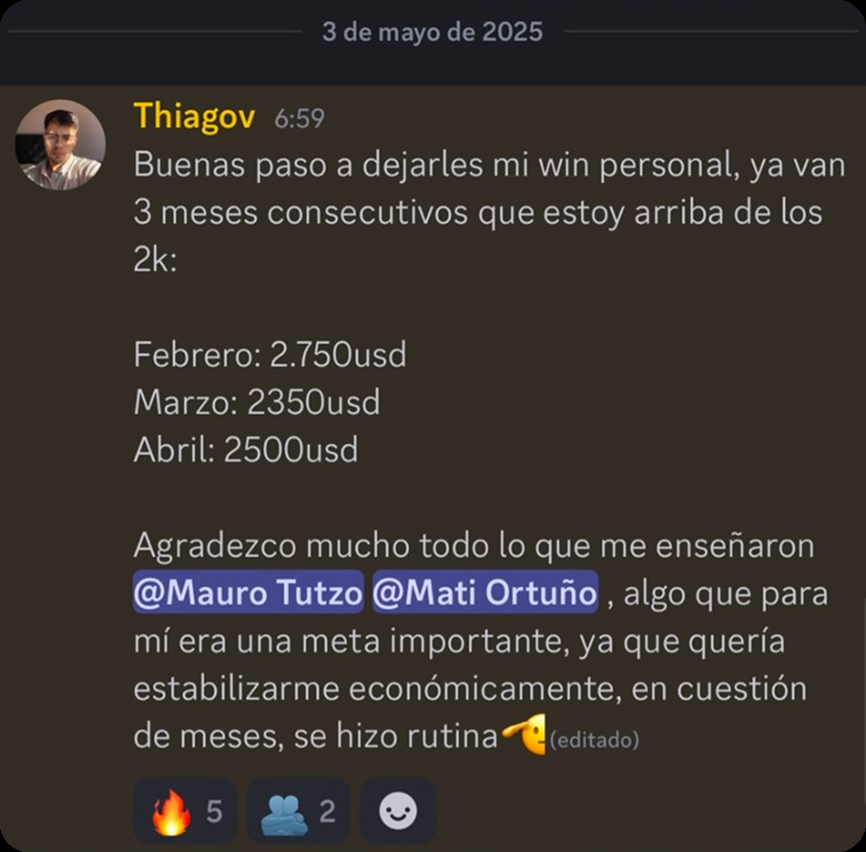 3 de mayo de 2025
Thiagov 6:59
Buenas paso a dejarles mi win personal, ya van
3 meses consecutivos que estoy arriba de los
2k:
Febrero: 2.750usd
Marzo: 2350usd
Abril: 2500usd
Agradezco mucho todo lo que me enseñaron
@Mauro Tutzo @Mati Ortuño , algo que para
mí era una meta importante, ya que quería
estabilizarme económicamente, en cuestión
de meses, se hizo rutina (editado)
5 2